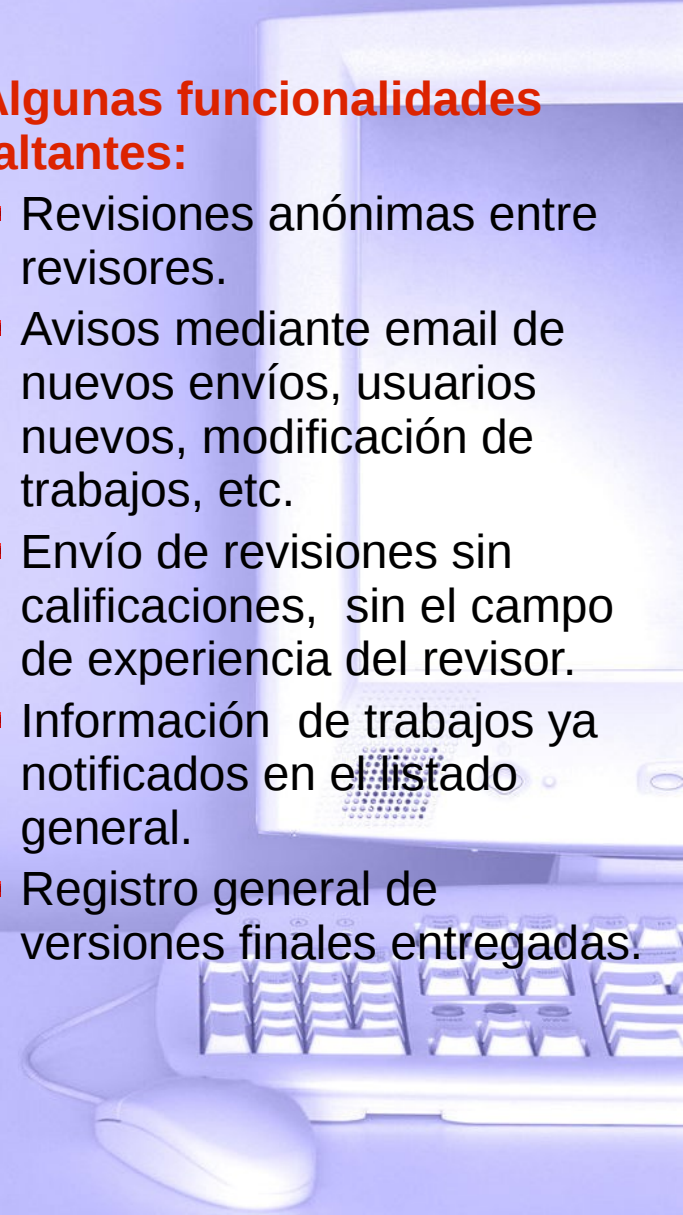 Algunas funcionalidades
altantes:
Revisiones anónimas entre
revisores.
Avisos mediante email de
nuevos envíos, usuarios
nuevos, modificación de
trabajos, etc.
Envío de revisiones sin
calificaciones,  sin el campo
de experiencia del revisor.
Información  de trabajos ya
notificados en el listado
general.
Registro general de
versiones finales entregadas.